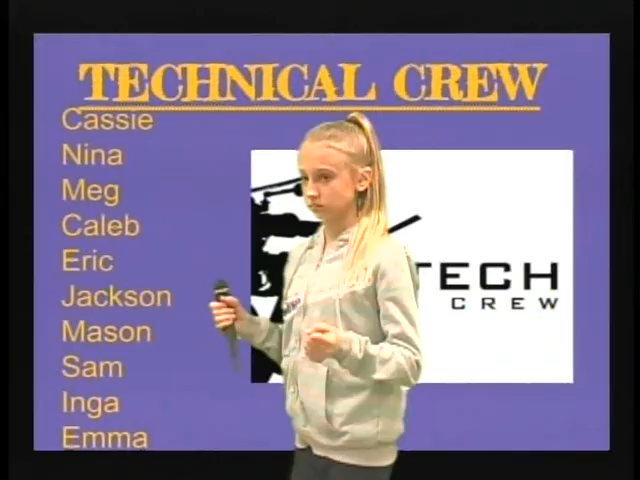 TECHNICAL CREW
Cassie
Nina
Meg
Caleb
Eric
Jackson
Mason
Sam
Inga
Emma
TECH
CREW